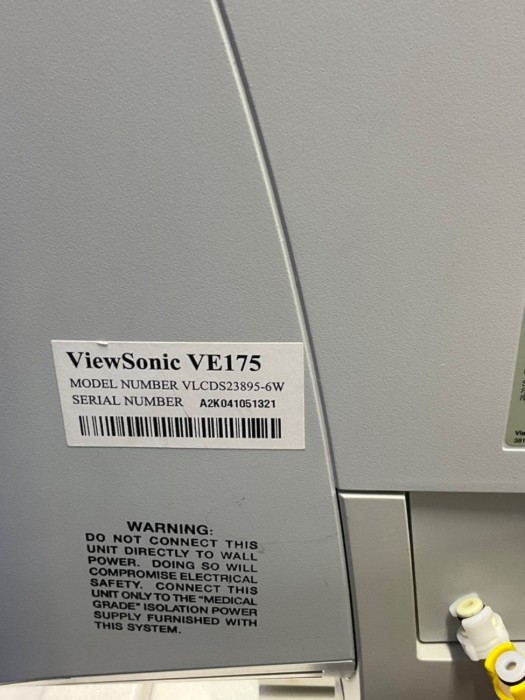 ViewSonic VE175
MODEL NUMBER VLCDS23895-6W
SERIAL NUMBER A2K041051321
WARNING:
DO NOT CONNECT THIS
UNIT DIRECTLY TO WALL
POWER. DOING SO WILL
COMPROMISE ELECTRICAL
SAFETY. CONNECT THIS
UNIT ONLY TO THE "MEDICAL
GRADE" ISOLATION POWER
SUPPLY FURNISHED WITH
THIS SYSTEM.